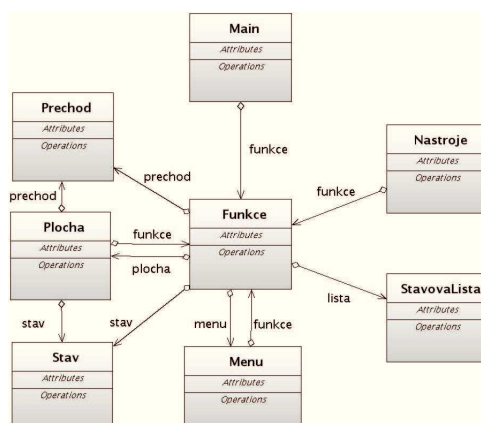 Main
Attributes
Operations
Prechod
Attributes
Operations
funkce
Nastroje
Attributes
Operations
prechod
prechod
funkce
Plocha
Attributes
Operations
funkce
plocha
Funkce
Attributes
Operations
StavovaLista
Attributes
Operations
lista
stav
stav
menu
funkce
Stav
Attributes
Operations
Menu
Attributes
Operations